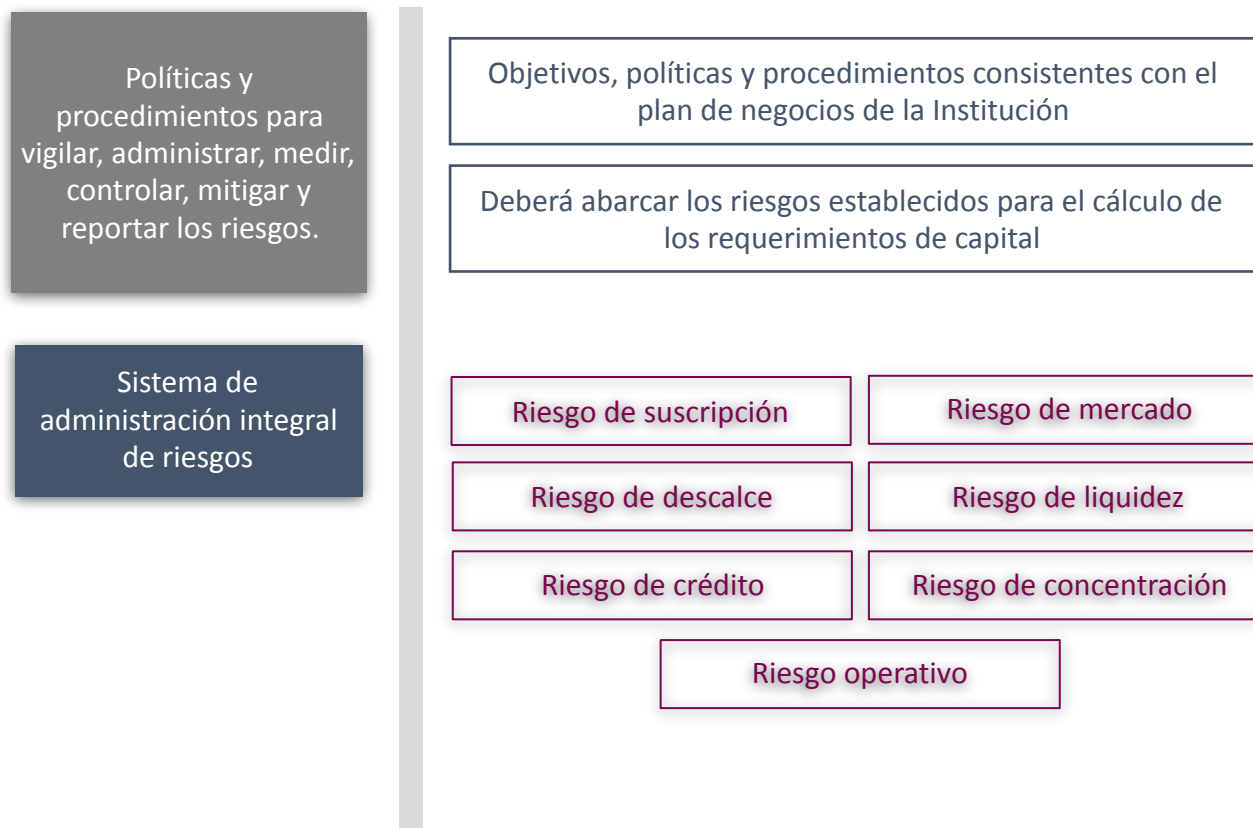 Políticas y
procedimientos para
vigilar, administrar, medir,
controlar, mitigar y
reportar los riesgos.
Sistema de
administración integral
de riesgos
Objetivos, políticas y procedimientos consistentes con el
plan de negocios de la Institución
Deberá abarcar los riesgos establecidos para el cálculo de
los requerimientos de capital
Riesgo de suscripción
Riesgo de mercado
Riesgo de descalce
Riesgo de liquidez
Riesgo de crédito
Riesgo de concentración
Riesgo operativo